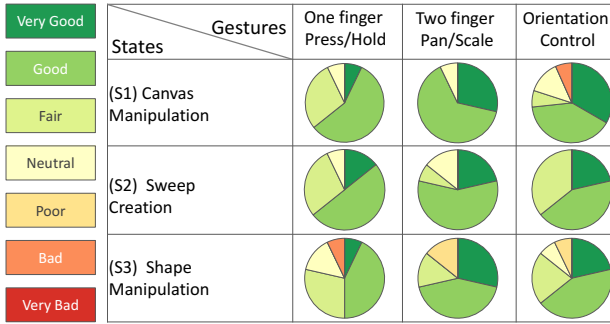 Very Good
Good
Fair
Neutral
Poor
Bad
Very Bad
Gestures
States
One finger
Press/Hold
Two finger
Pan/Scale
Orientation
Control
(S1) Canvas
Manipulation
(S2) Sweep
Creation
(S3) Shape
Manipulation